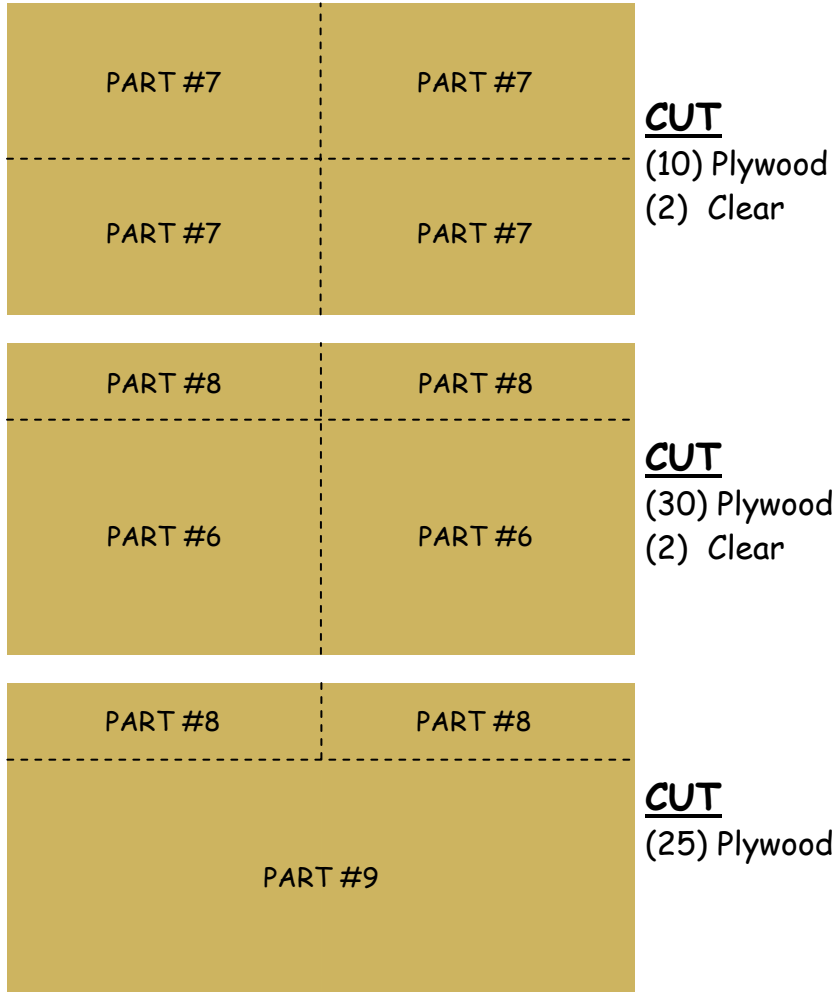 PART #7 PART #7
PART #7 PART #7
CUT
(10) Plywood
(2) Clear
PART #8 PART #8
PART #6 PART #6
CUT
(30) Plywood
(2) Clear
PART #8 PART #8
PART #9
CUT
(25) Plywood